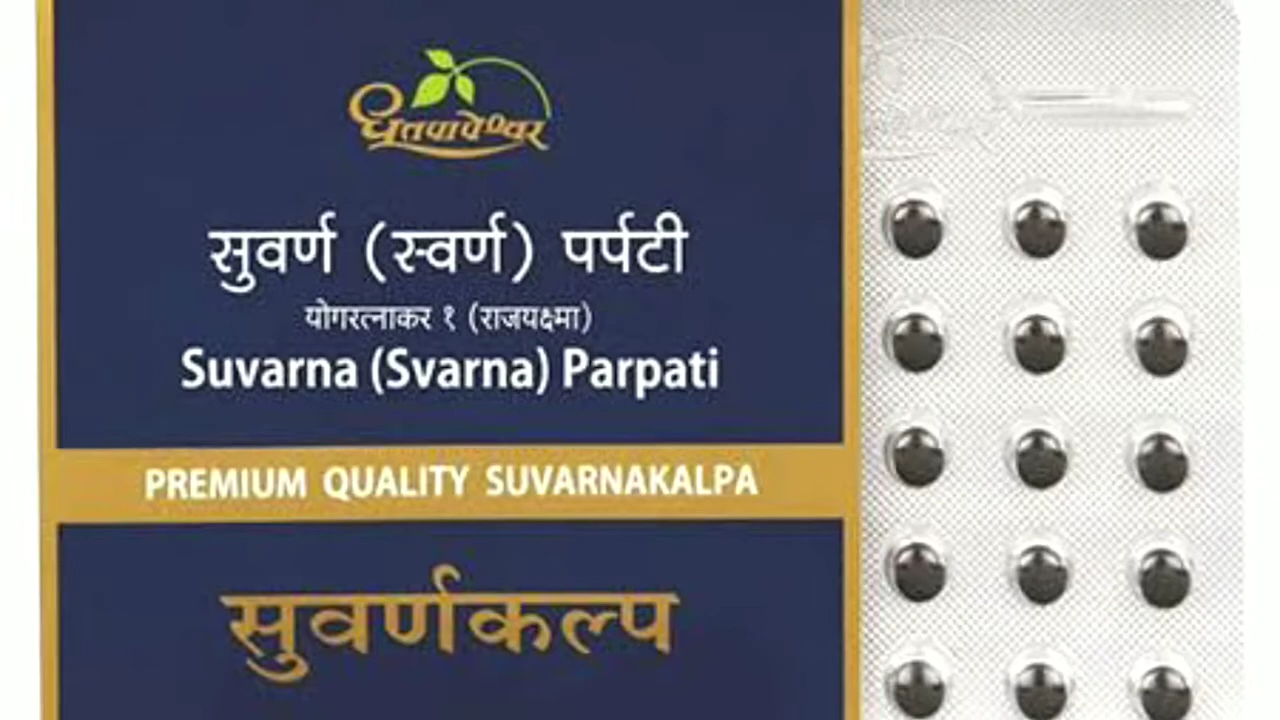 धूतपापेश्वर
सुवर्ण (स्वर्ण) पर्पटी
योगरत्नाकर १ (राजयक्ष्मा)
Suvarna (Svarna) Parpati
PREMIUM QUALITY SUVARNAKALPA
सुवर्णकल्प